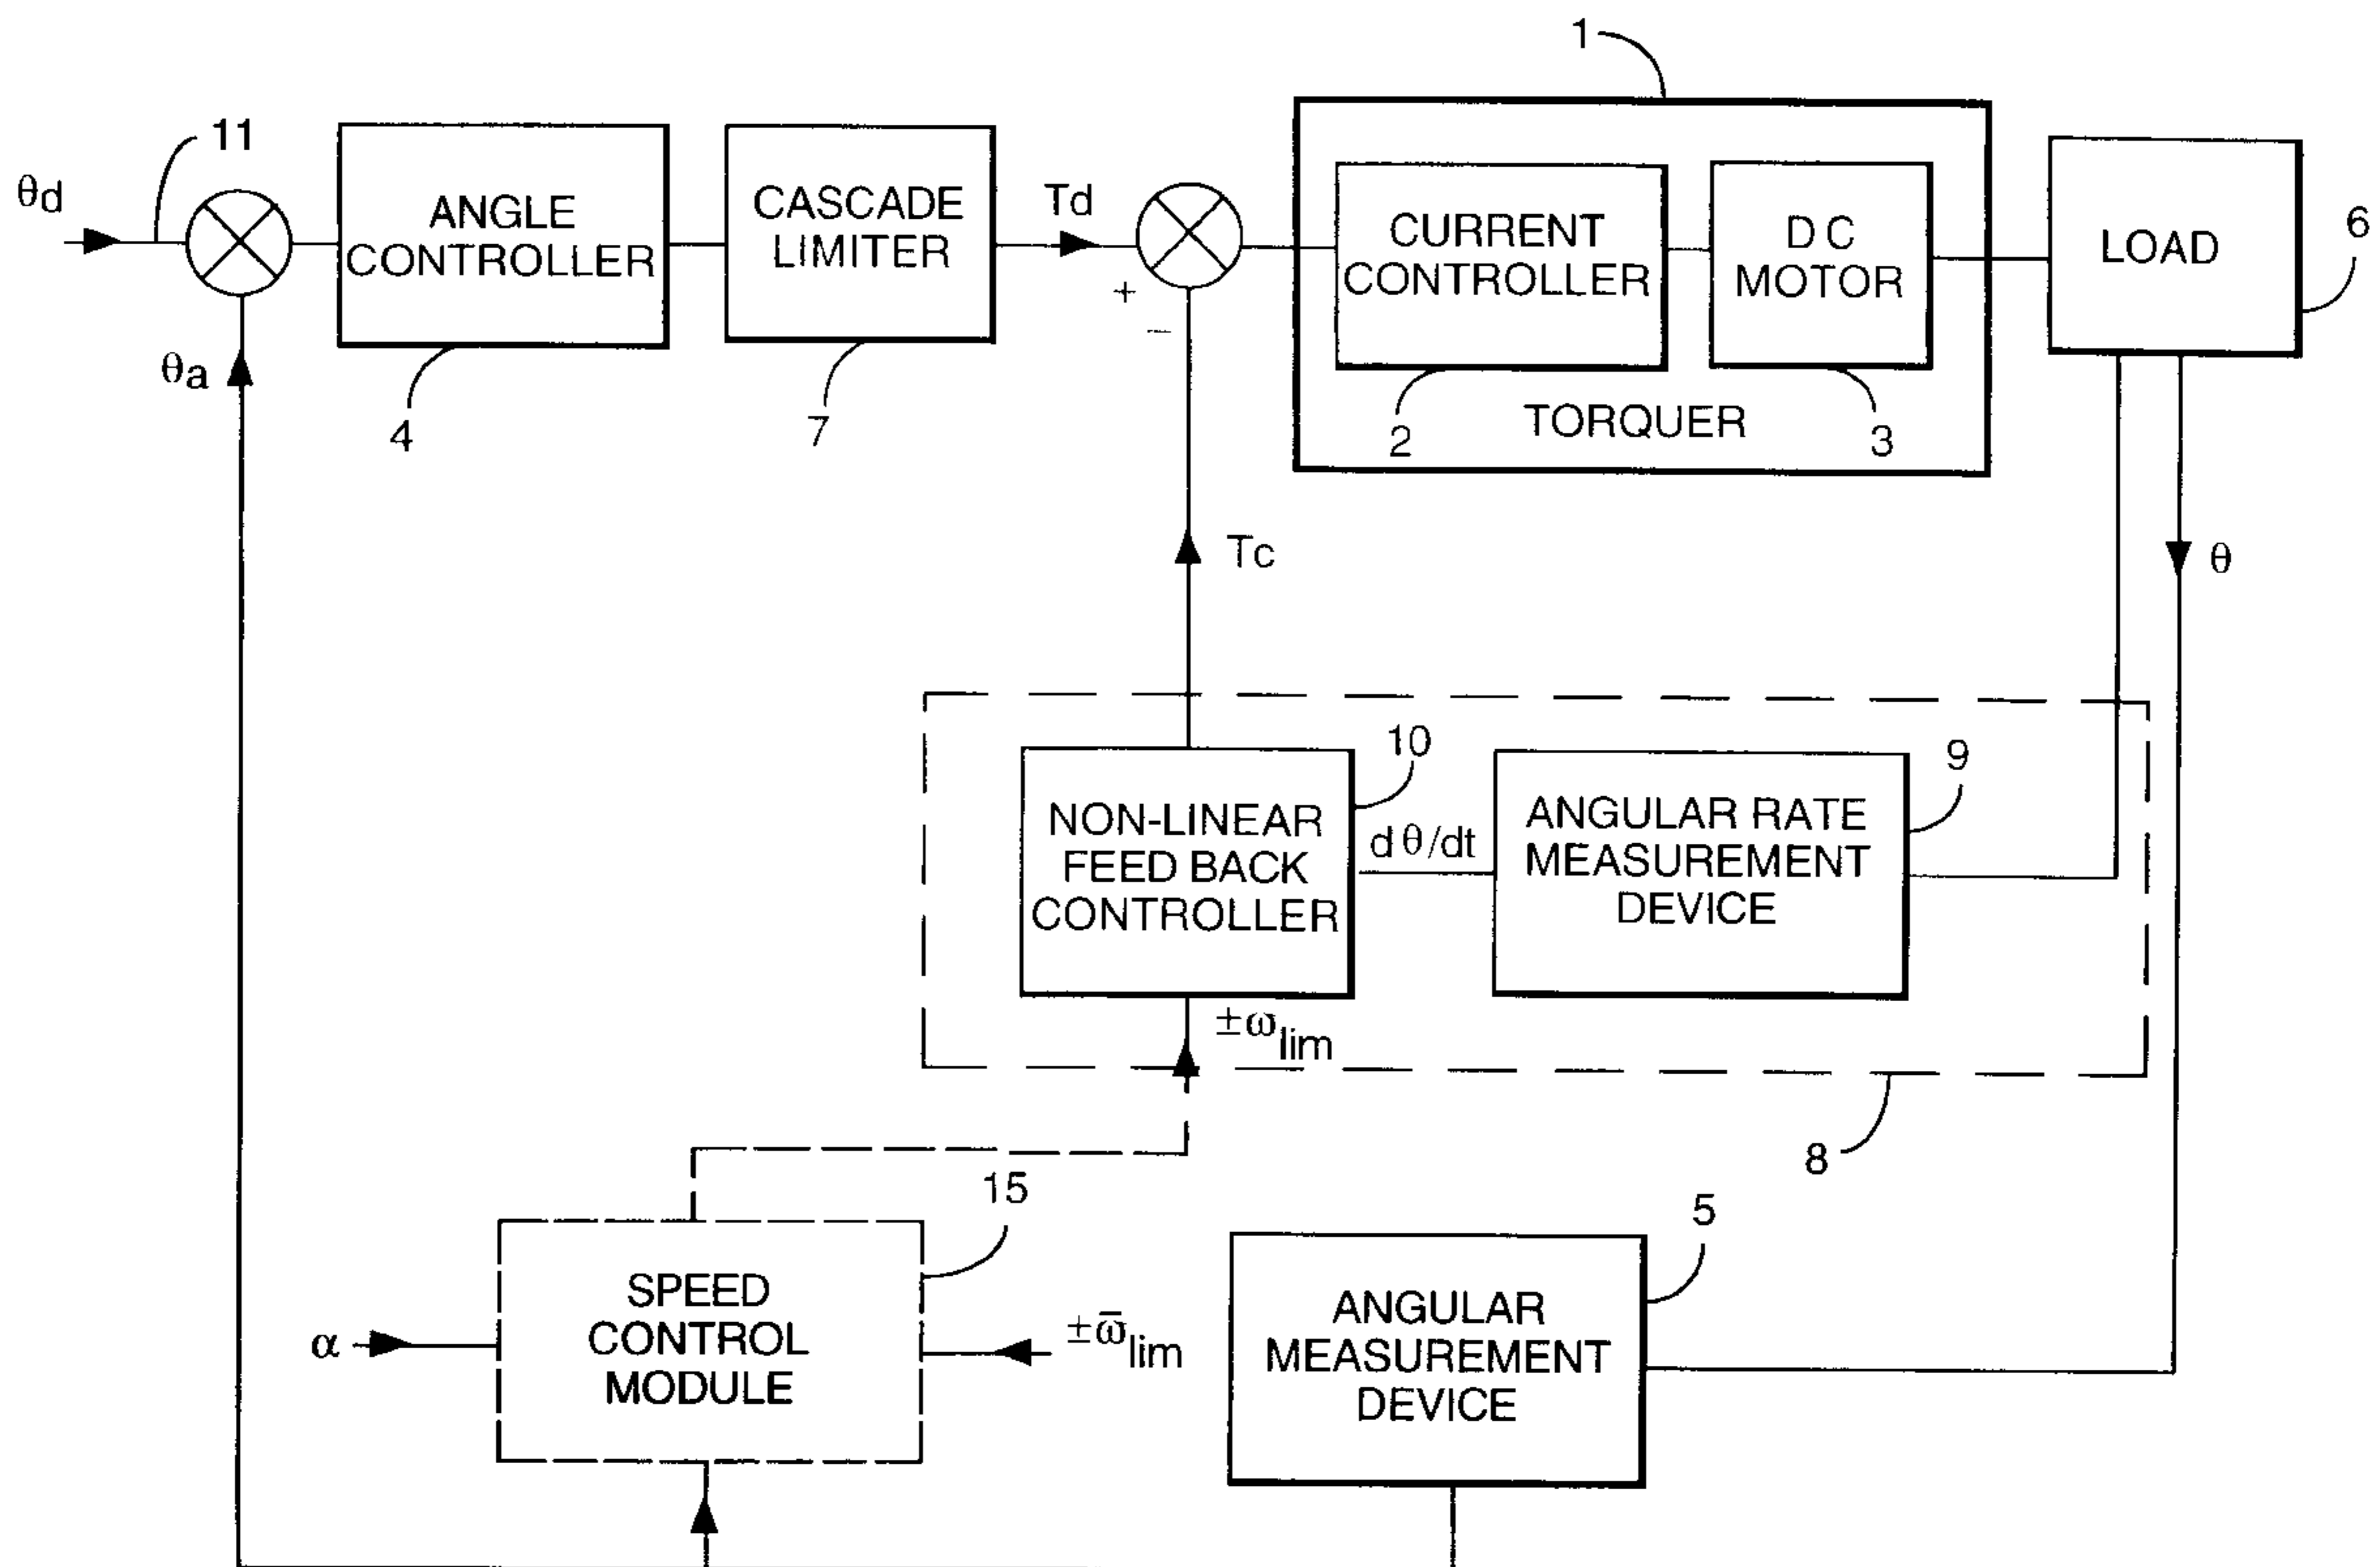 1
11
θd
ANGLE
CONTROLLER
CASCADE
LIMITER
Td
+
−
CURRENT
CONTROLLER
D C
MOTOR
LOAD
6
θa
4
7
2
TORQUER
3
Tc
θ
10
9
NON-LINEAR
FEED BACK
CONTROLLER
d θ/dt
ANGULAR RATE
MEASUREMENT
DEVICE
±ωlim
8
15
5
SPEED
CONTROL
MODULE
α
±ω̄lim
ANGULAR
MEASUREMENT
DEVICE